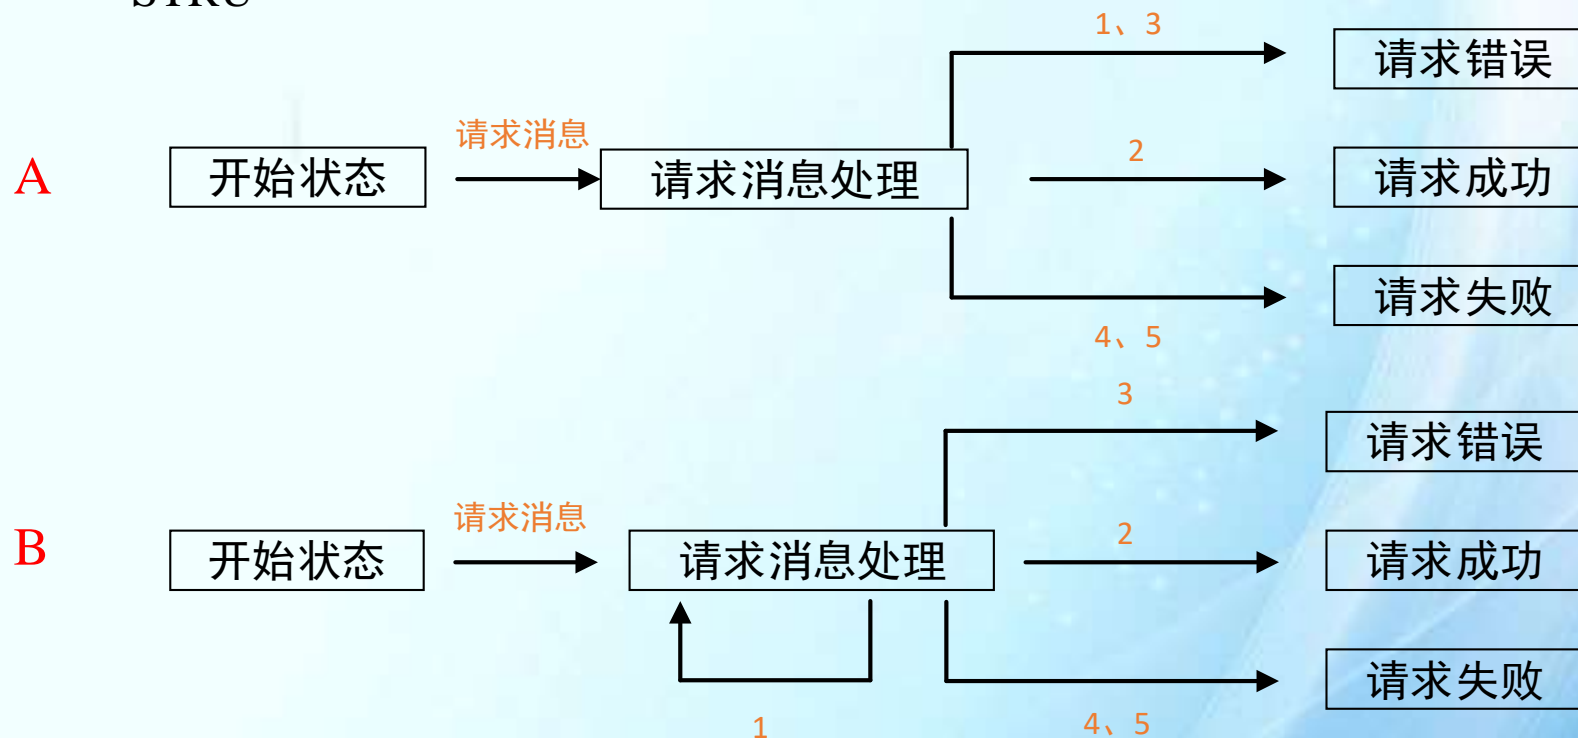 STRU
1、3
请求错误
请求消息
2
A
开始状态
请求消息处理
请求成功
请求失败
4、5
3
请求错误
请求消息
2
B
开始状态
请求消息处理
请求成功
请求失败
1
4、5